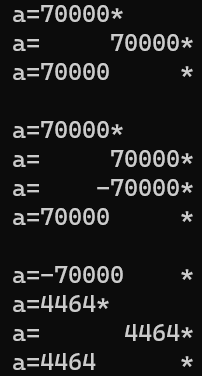 a=70000*
a=     70000*
a=70000     *

a=70000*
a=     70000*
a=    -70000*
a=70000     *

a=-70000    *
a=4464*
a=      4464*
a=4464      *